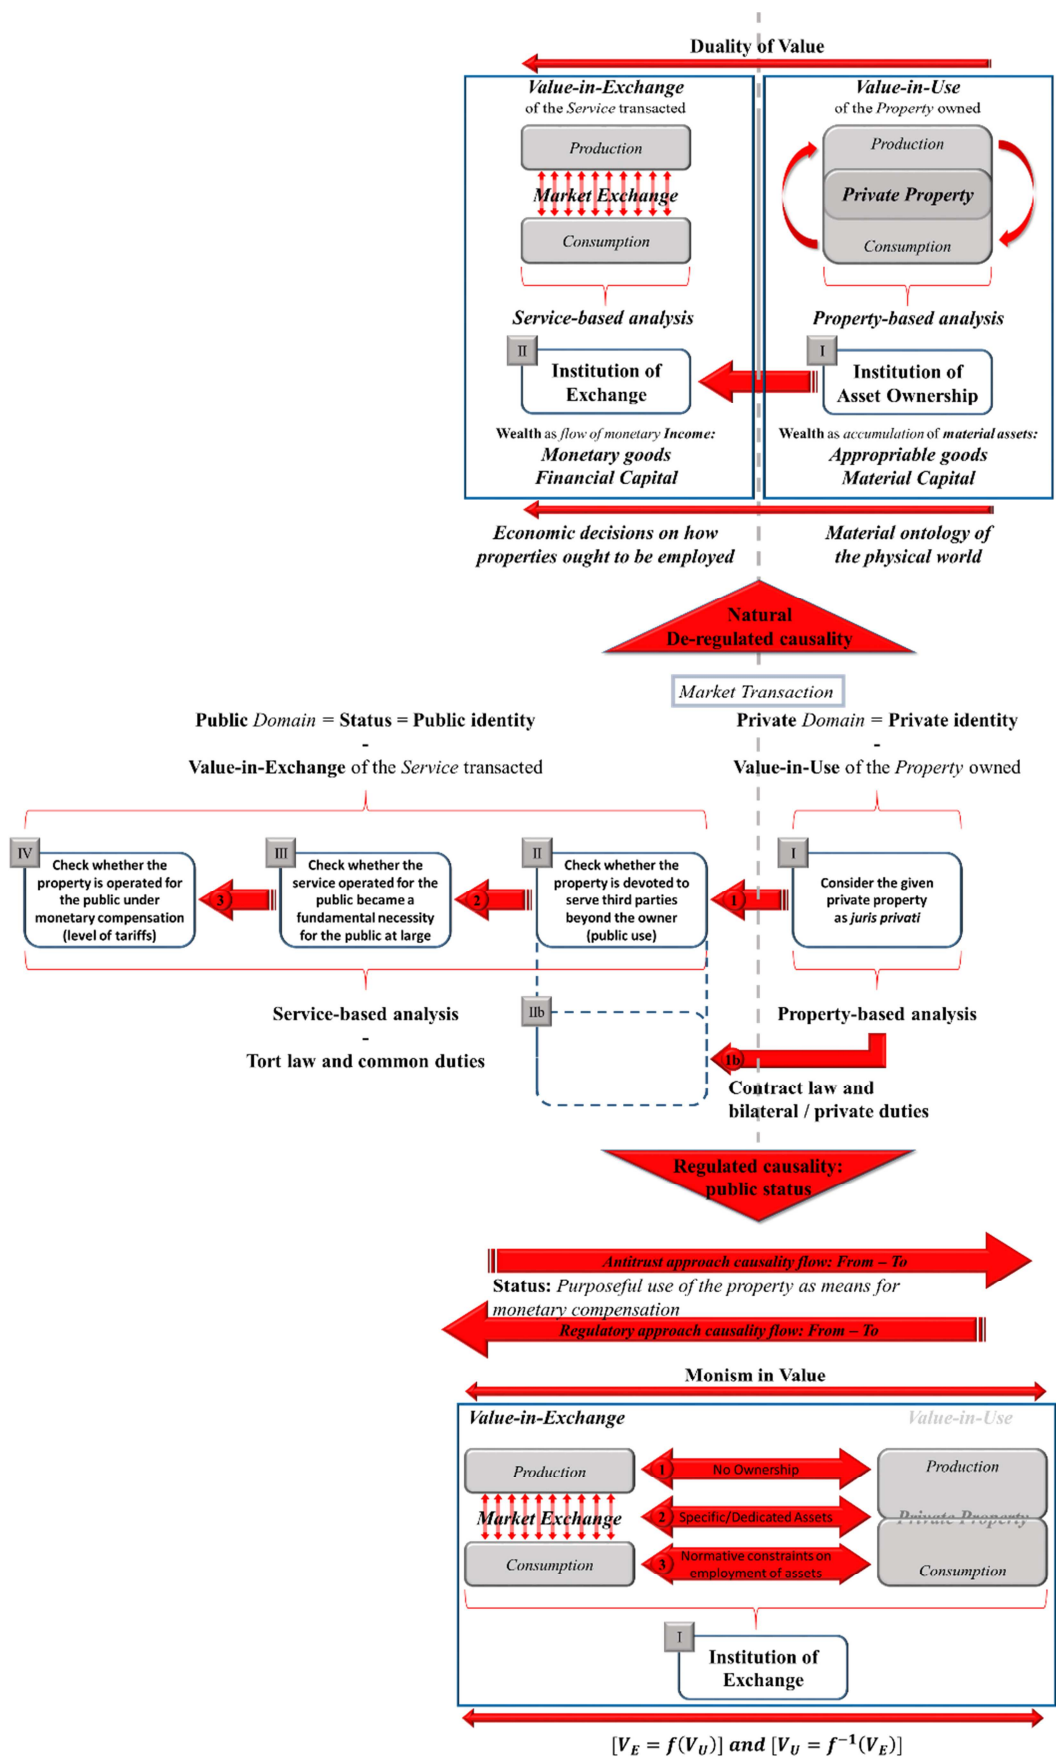 Duality of Value
Value-in-Exchange
of the Service transacted
Production
Market Exchange
Consumption
Service-based analysis
II
Institution of
Exchange
Wealth as flow of monetary Income:
Monetary goods
Financial Capital
Value-in-Use
of the Property owned
Production
Private Property
Consumption
Property-based analysis
I
Institution of
Asset Ownership
Wealth as accumulation of material assets:
Appropriable goods
Material Capital
Economic decisions on how
properties ought to be employed
Material ontology of
the physical world
Natural
De-regulated causality
Market Transaction
Public Domain = Status = Public identity
-
Value-in-Exchange of the Service transacted
Private Domain = Private identity
-
Value-in-Use of the Property owned
IV
Check whether the
property is operated for
the public under
monetary compensation
(level of tariffs)
3
III
Check whether the
service operated for the
public became a
fundamental necessity
for the public at large
2
II
Check whether the
property is devoted to
serve third parties
beyond the owner
(public use)
1
I
Consider the given
private property
as juris privati
Service-based analysis
-
Tort law and common duties
IIb
Property-based analysis
1b
Contract law and
bilateral / private duties
Regulated causality:
public status
Antitrust approach causality flow: From – To
Status: Purposeful use of the property as means for
monetary compensation
Regulatory approach causality flow: From – To
Monism in Value
Value-in-Exchange
Value-in-Use
Production
Market Exchange
Consumption
1 No Ownership
2 Specific/Dedicated Assets
3 Normative constraints on
employment of assets
Production
Private Property
Consumption
I
Institution of
Exchange
[V_E = f(V_U)] and [V_U = f⁻¹(V_E)]